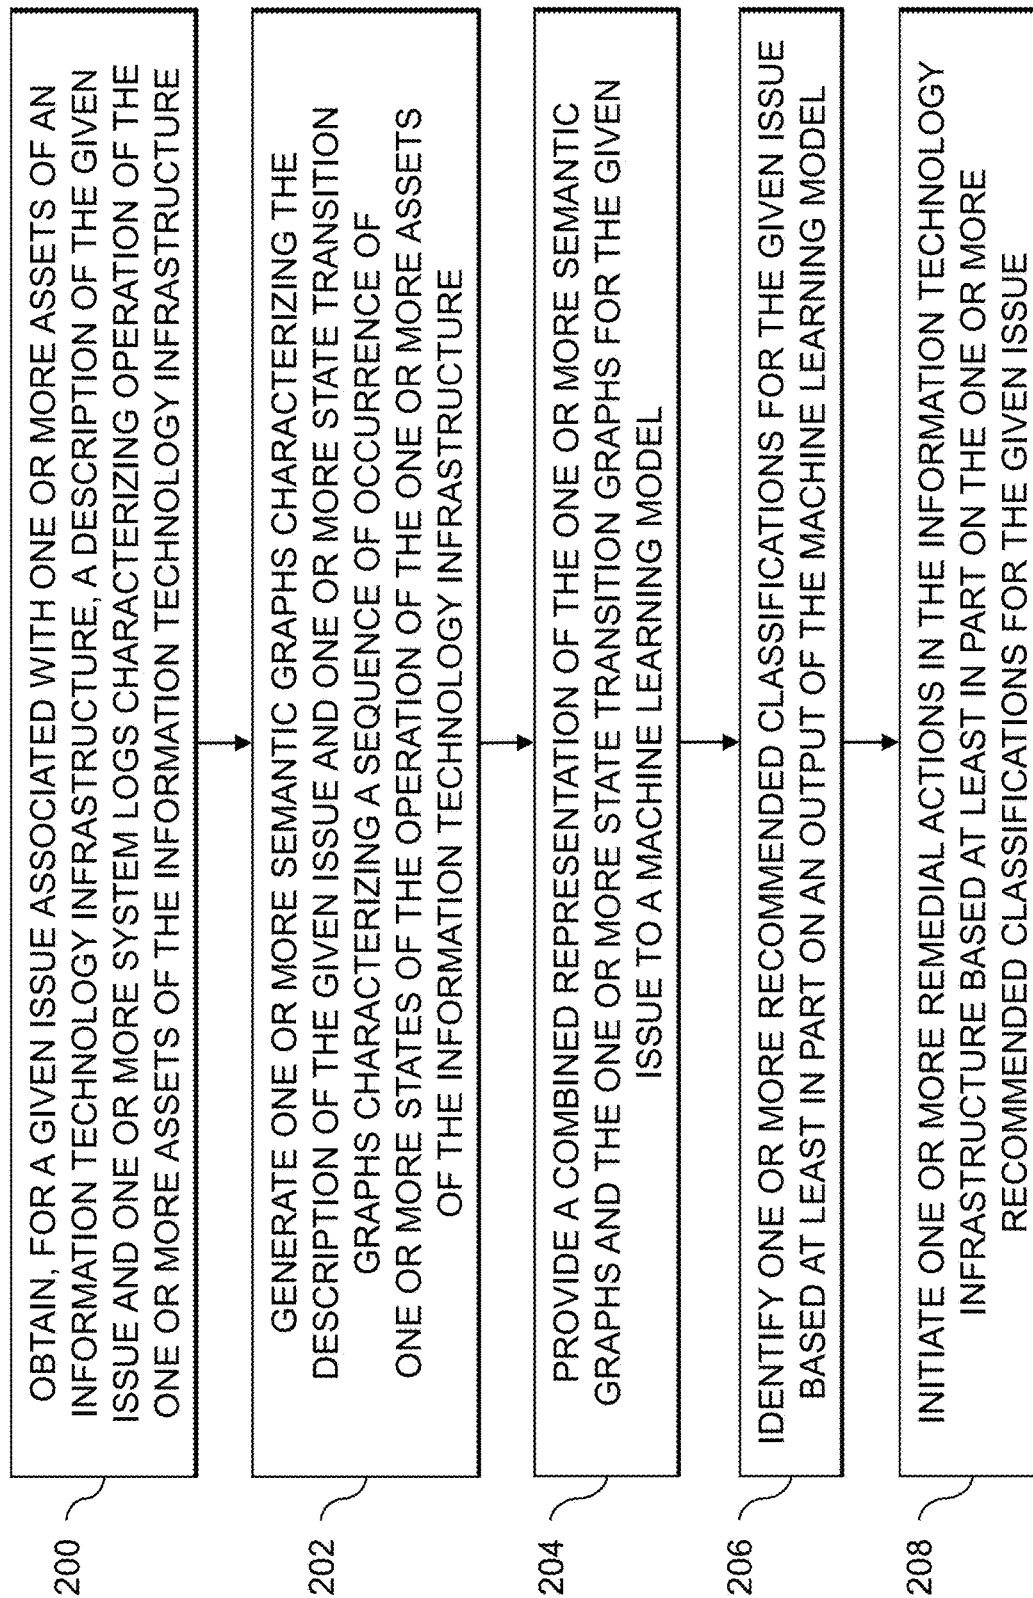 200
OBTAIN, FOR A GIVEN ISSUE ASSOCIATED WITH ONE OR MORE ASSETS OF AN
INFORMATION TECHNOLOGY INFRASTRUCTURE, A DESCRIPTION OF THE GIVEN
ISSUE AND ONE OR MORE SYSTEM LOGS CHARACTERIZING OPERATION OF THE
ONE OR MORE ASSETS OF THE INFORMATION TECHNOLOGY INFRASTRUCTURE
202
GENERATE ONE OR MORE SEMANTIC GRAPHS CHARACTERIZING THE
DESCRIPTION OF THE GIVEN ISSUE AND ONE OR MORE STATE TRANSITION
GRAPHS CHARACTERIZING A SEQUENCE OF OCCURRENCE OF
ONE OR MORE STATES OF THE OPERATION OF THE ONE OR MORE ASSETS
OF THE INFORMATION TECHNOLOGY INFRASTRUCTURE
204
PROVIDE A COMBINED REPRESENTATION OF THE ONE OR MORE SEMANTIC
GRAPHS AND THE ONE OR MORE STATE TRANSITION GRAPHS FOR THE GIVEN
ISSUE TO A MACHINE LEARNING MODEL
206
IDENTIFY ONE OR MORE RECOMMENDED CLASSIFICATIONS FOR THE GIVEN ISSUE
BASED AT LEAST IN PART ON AN OUTPUT OF THE MACHINE LEARNING MODEL
208
INITIATE ONE OR MORE REMEDIAL ACTIONS IN THE INFORMATION TECHNOLOGY
INFRASTRUCTURE BASED AT LEAST IN PART ON THE ONE OR MORE
RECOMMENDED CLASSIFICATIONS FOR THE GIVEN ISSUE